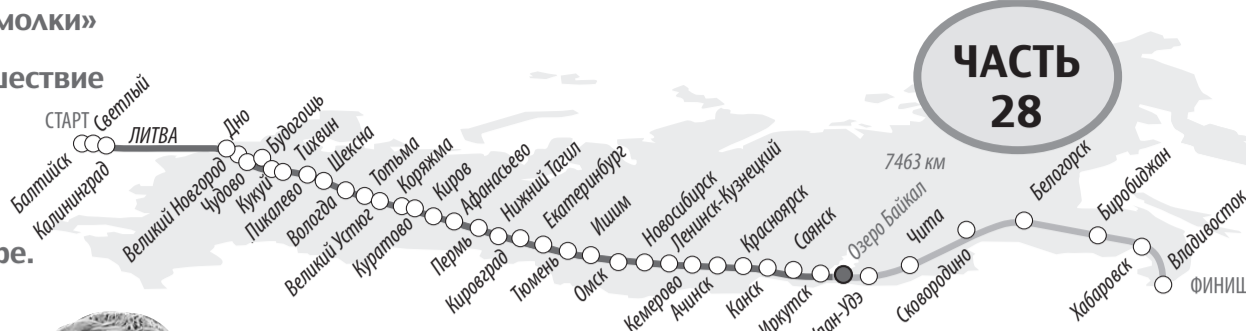 молки»
шествие
ре.
ЧАСТЬ
28
СТАРТ
Балтийск
Светлый
Калининград
ЛИТВА
Дно
Великий Новгород
Чудово
Будогощь
Кукуй
Тихвин
Пикалево
Шексна
Вологда
Тотьма
Великий Устюг
Коряжма
Куратово
Киров
Афанасьево
Пермь
Нижний Тагил
Кировград
Екатеринбург
Тюмень
Ишим
Омск
Новосибирск
Кемерово
Ленинск-Кузнецкий
Ачинск
Красноярск
Канск
Саянск
Иркутск
7463 км
Озеро Байкал
Улан-Удэ
Чита
Сковородино
Белогорск
Биробиджан
Хабаровск
Владивосток
ФИНИШ